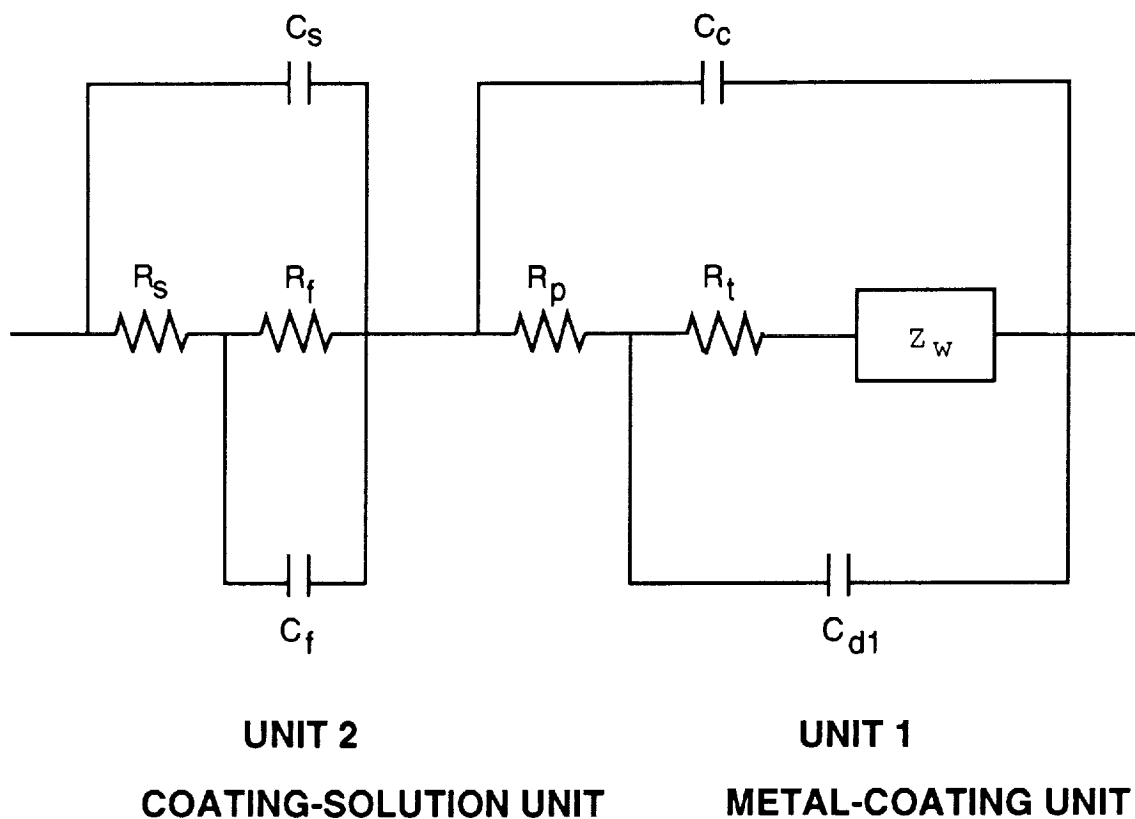 Cs Cc
Rs Rf Rp Rt
Zw
Cf Cd1
UNIT 2 UNIT 1
COATING-SOLUTION UNIT METAL-COATING UNIT